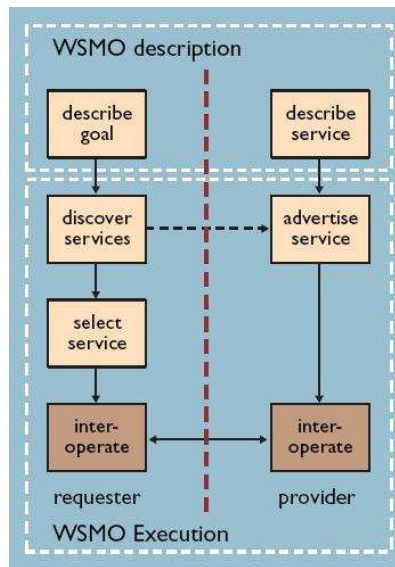 WSMO description
describe
goal
describe
service
discover
services
advertise
service
select
service
inter-
operate
inter-
operate
requester
provider
WSMO Execution